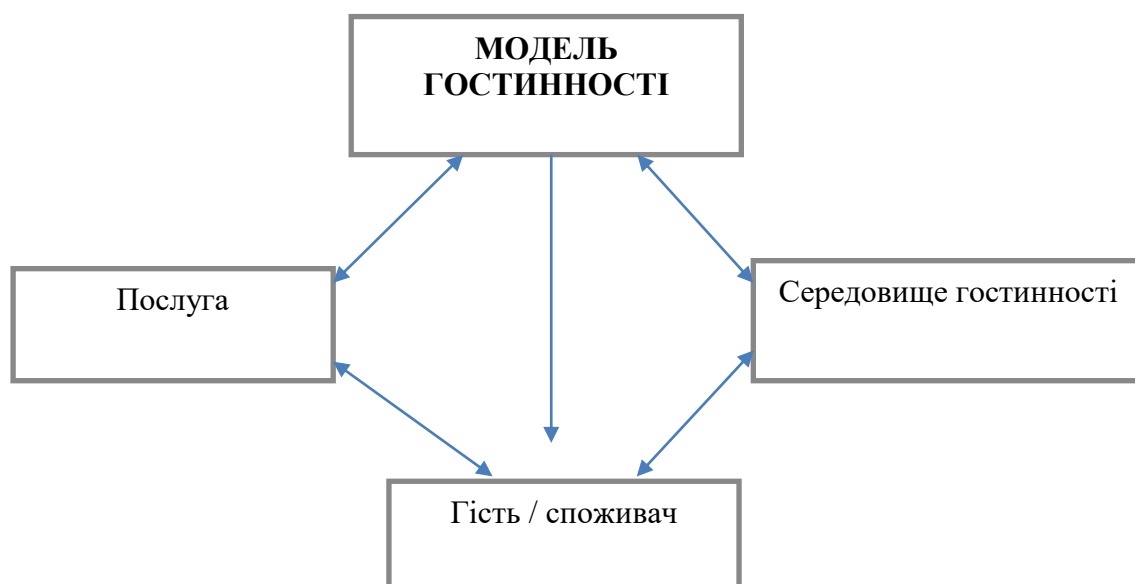 МОДЕЛЬ
ГОСТИННОСТІ
Послуга
Середовище гостинності
Гість / споживач